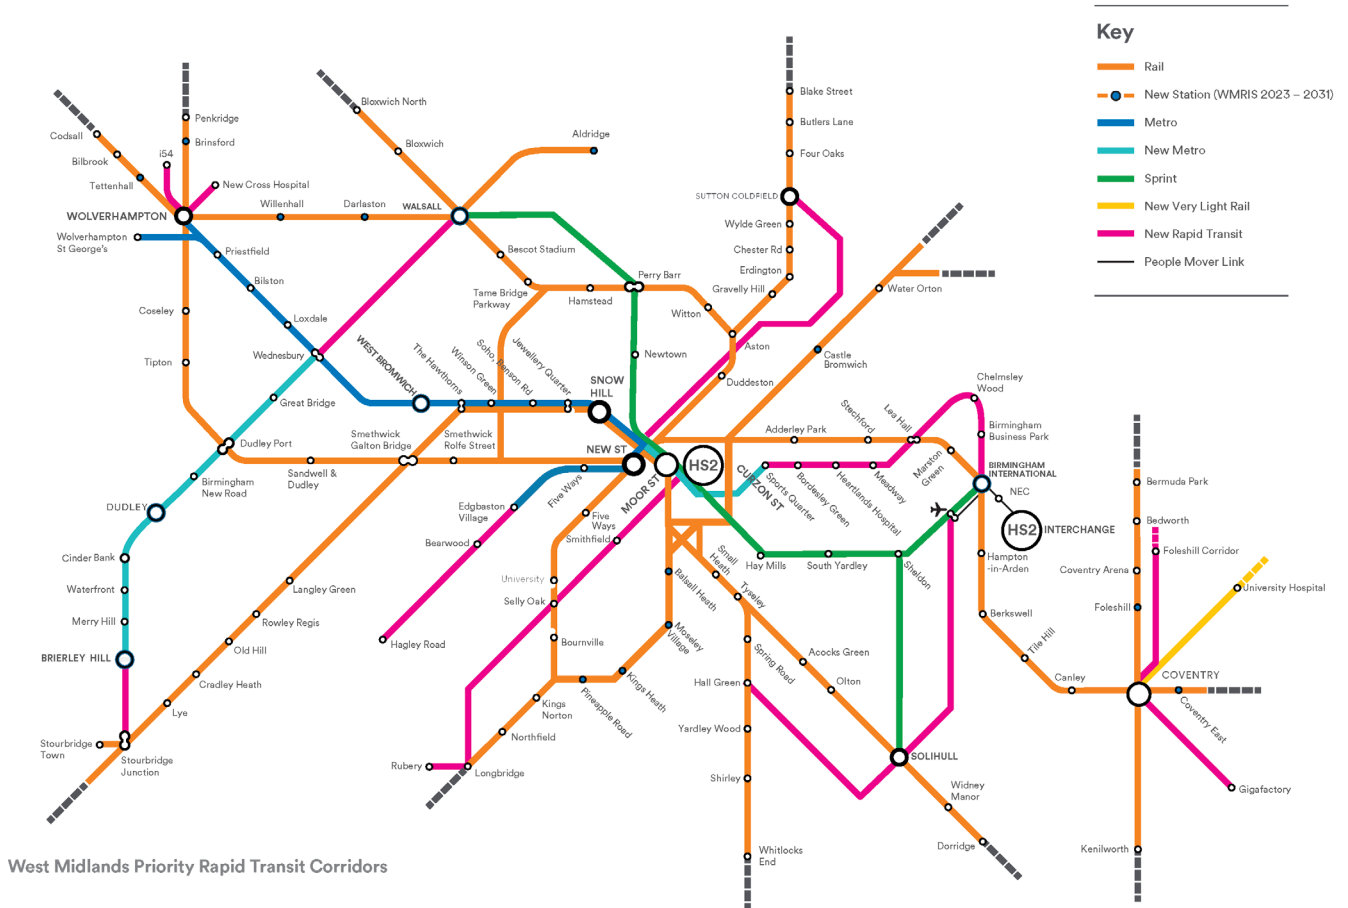 Key
Rail
New Station (WMRIS 2023 – 2031)
Metro
New Metro
Sprint
New Very Light Rail
New Rapid Transit
People Mover Link
Codsall
Bilbrook
Tettenhall
i54
Penkridge
Brinsford
New Cross Hospital
WOLVERHAMPTON
Wolverhampton
St George's
Willenhall
Darlaston
WALSALL
Bloxwich North
Bloxwich
Aldridge
Priestfield
Bilston
Loxdale
Wednesbury
Coseley
Tipton
Great Bridge
Dudley Port
Birmingham
New Road
DUDLEY
Cinder Bank
Waterfront
Merry Hill
BRIERLEY HILL
Stourbridge
Town
Stourbridge
Junction
Lye
Cradley Heath
Old Hill
Rowley Regis
Langley Green
Sandwell &
Dudley
Smethwick
Galton Bridge
Smethwick
Rolfe Street
WEST BROMWICH
The Hawthorns
Winson Green
Soho, Benson Rd
Jewellery Quarter
SNOW
HILL
NEW ST
MOOR ST
HS2
CURZON ST
Bescot Stadium
Tame Bridge
Parkway
Hamstead
Perry Barr
Newtown
Witton
Aston
Duddeston
Blake Street
Butlers Lane
Four Oaks
SUTTON COLDFIELD
Wylde Green
Chester Rd
Erdington
Gravelly Hill
Water Orton
Castle
Bromwich
Adderley Park
Stechford
Lea Hall
Marston
Green
Chelmsley
Wood
Birmingham
Business Park
BIRMINGHAM
INTERNATIONAL
NEC
HS2
INTERCHANGE
Sports Quarter
Bordesley Green
Heartlands Hospital
Meadway
Hay Mills
South Yardley
Sheldon
Hampton
-in-Arden
Berkswell
Tile Hill
Canley
Five Ways
Edgbaston
Village
Bearwood
Hagley Road
Five
Ways
Smithfield
University
Selly Oak
Bournville
Kings
Norton
Northfield
Longbridge
Rubery
Pineapple Road
Kings Heath
Moseley
Village
Balsall Heath
Small
Heath
Tyseley
Spring Road
Hall Green
Yardley Wood
Shirley
Whitlocks
End
Acocks Green
Olton
SOLIHULL
Widney
Manor
Dorridge
Bermuda Park
Bedworth
Coventry Arena
Foleshill
Foleshill Corridor
University Hospital
COVENTRY
Coventry East
Gigafactory
Kenilworth
West Midlands Priority Rapid Transit Corridors